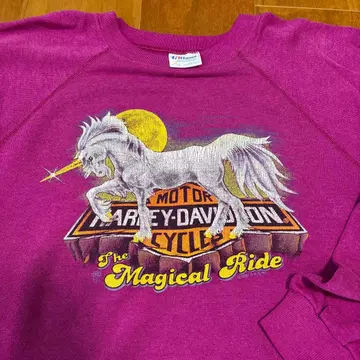 MOTOR
HARLEY-DAVIDSON
CYCLES
The
Magical Ride